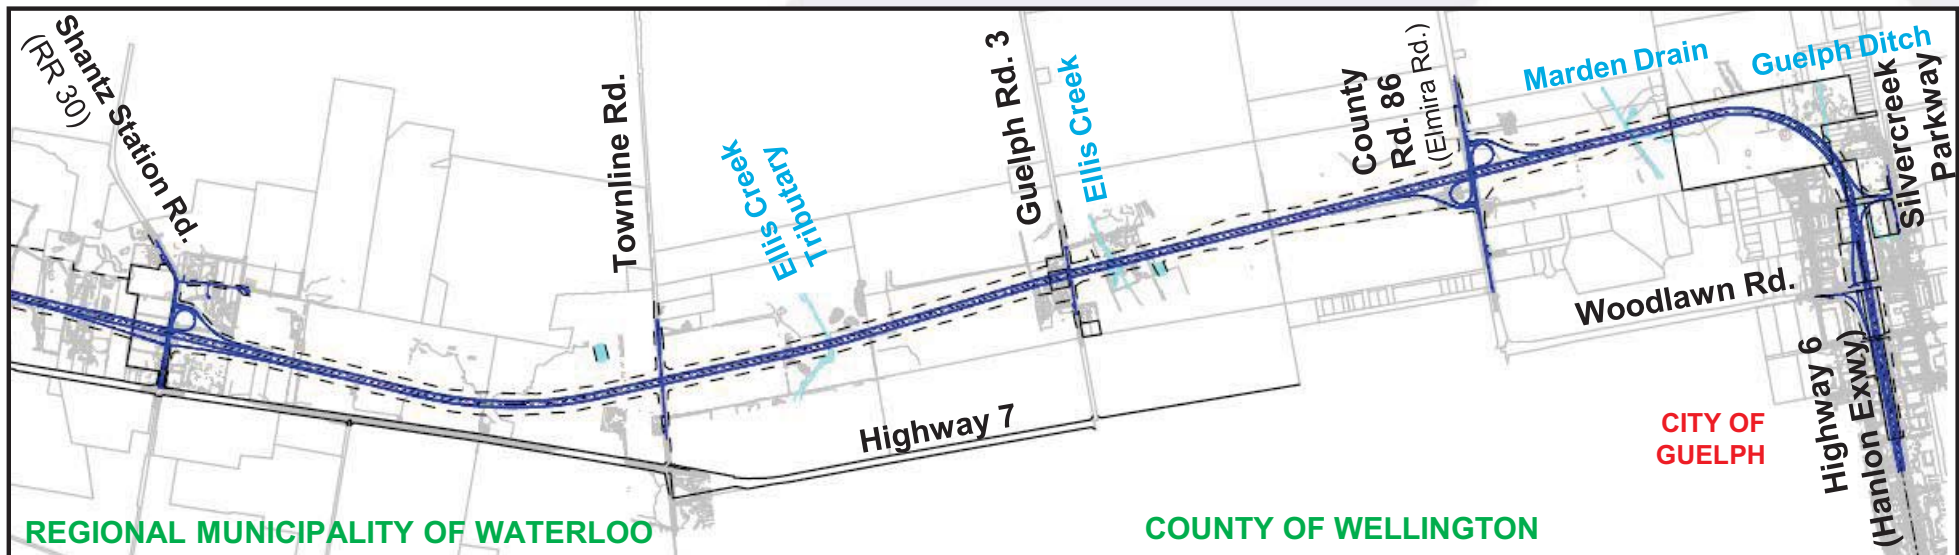 Shantz Station Rd.
(RR 30)
Townline Rd.
Ellis Creek
Tributary
Guelph Rd. 3
Ellis Creek
County
Rd. 86
(Elmira Rd.)
Marden Drain
Guelph Ditch
Silvercreek
Parkway
Woodlawn Rd.
Highway 6
(Hanlon Exwy)
Highway 7
CITY OF
GUELPH
REGIONAL MUNICIPALITY OF WATERLOO
COUNTY OF WELLINGTON